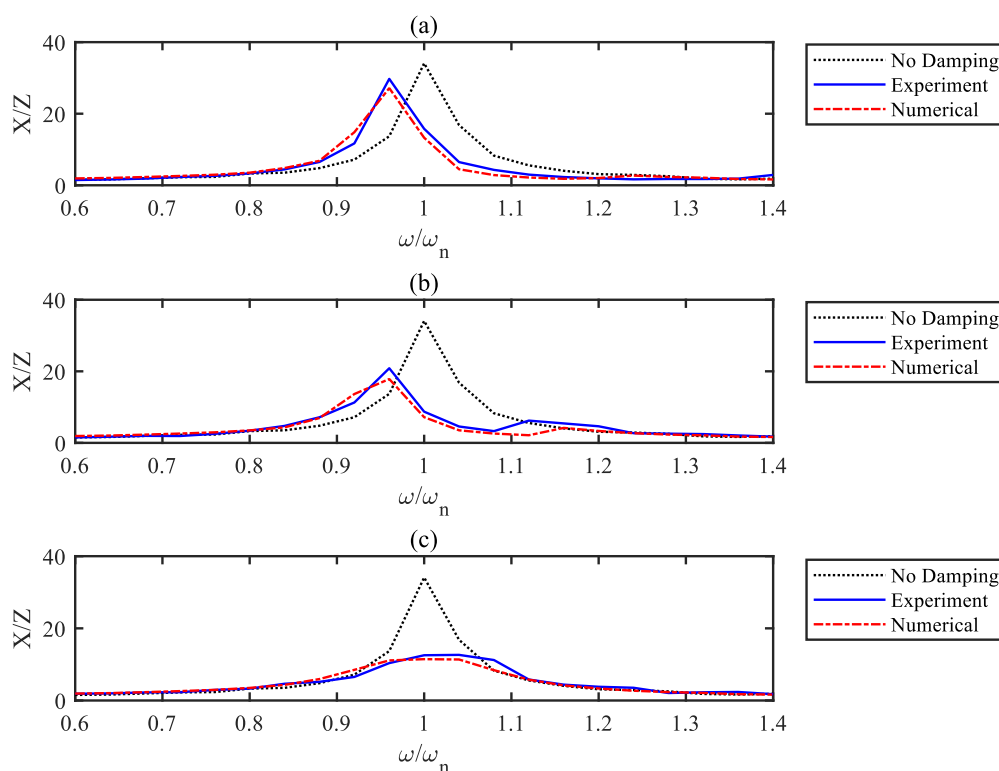 (a)
40
20
0
X/Z
0.6 0.7 0.8 0.9 1 1.1 1.2 1.3 1.4
ω/ωn
No Damping
Experiment
Numerical
(b)
40
20
0
X/Z
0.6 0.7 0.8 0.9 1 1.1 1.2 1.3 1.4
ω/ωn
No Damping
Experiment
Numerical
(c)
40
20
0
X/Z
0.6 0.7 0.8 0.9 1 1.1 1.2 1.3 1.4
ω/ωn
No Damping
Experiment
Numerical